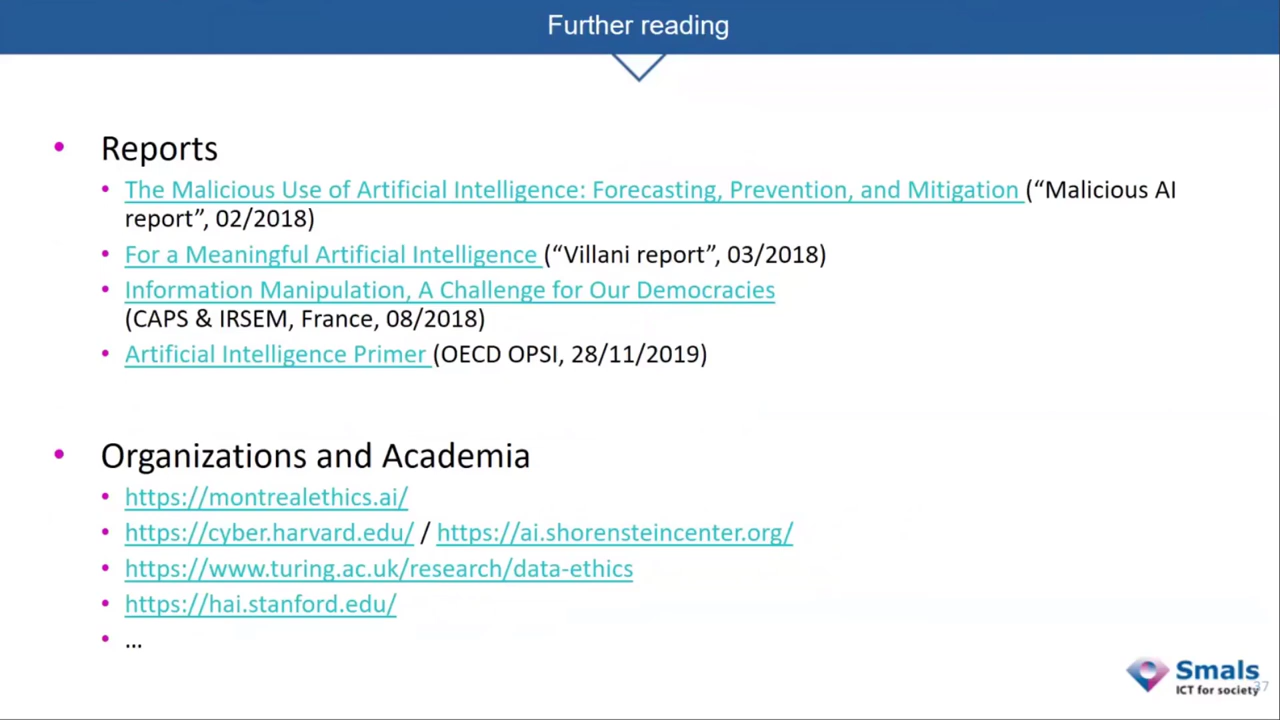 Further reading
• Reports
• The Malicious Use of Artificial Intelligence: Forecasting, Prevention, and Mitigation (“Malicious AI
report”, 02/2018)
• For a Meaningful Artificial Intelligence (“Villani report”, 03/2018)
• Information Manipulation, A Challenge for Our Democracies
(CAPS & IRSEM, France, 08/2018)
• Artificial Intelligence Primer (OECD OPSI, 28/11/2019)
• Organizations and Academia
• https://montrealethics.ai/
• https://cyber.harvard.edu/ / https://ai.shorensteincenter.org/
• https://www.turing.ac.uk/research/data-ethics
• https://hai.stanford.edu/
• …
Smals
ICT for society
37